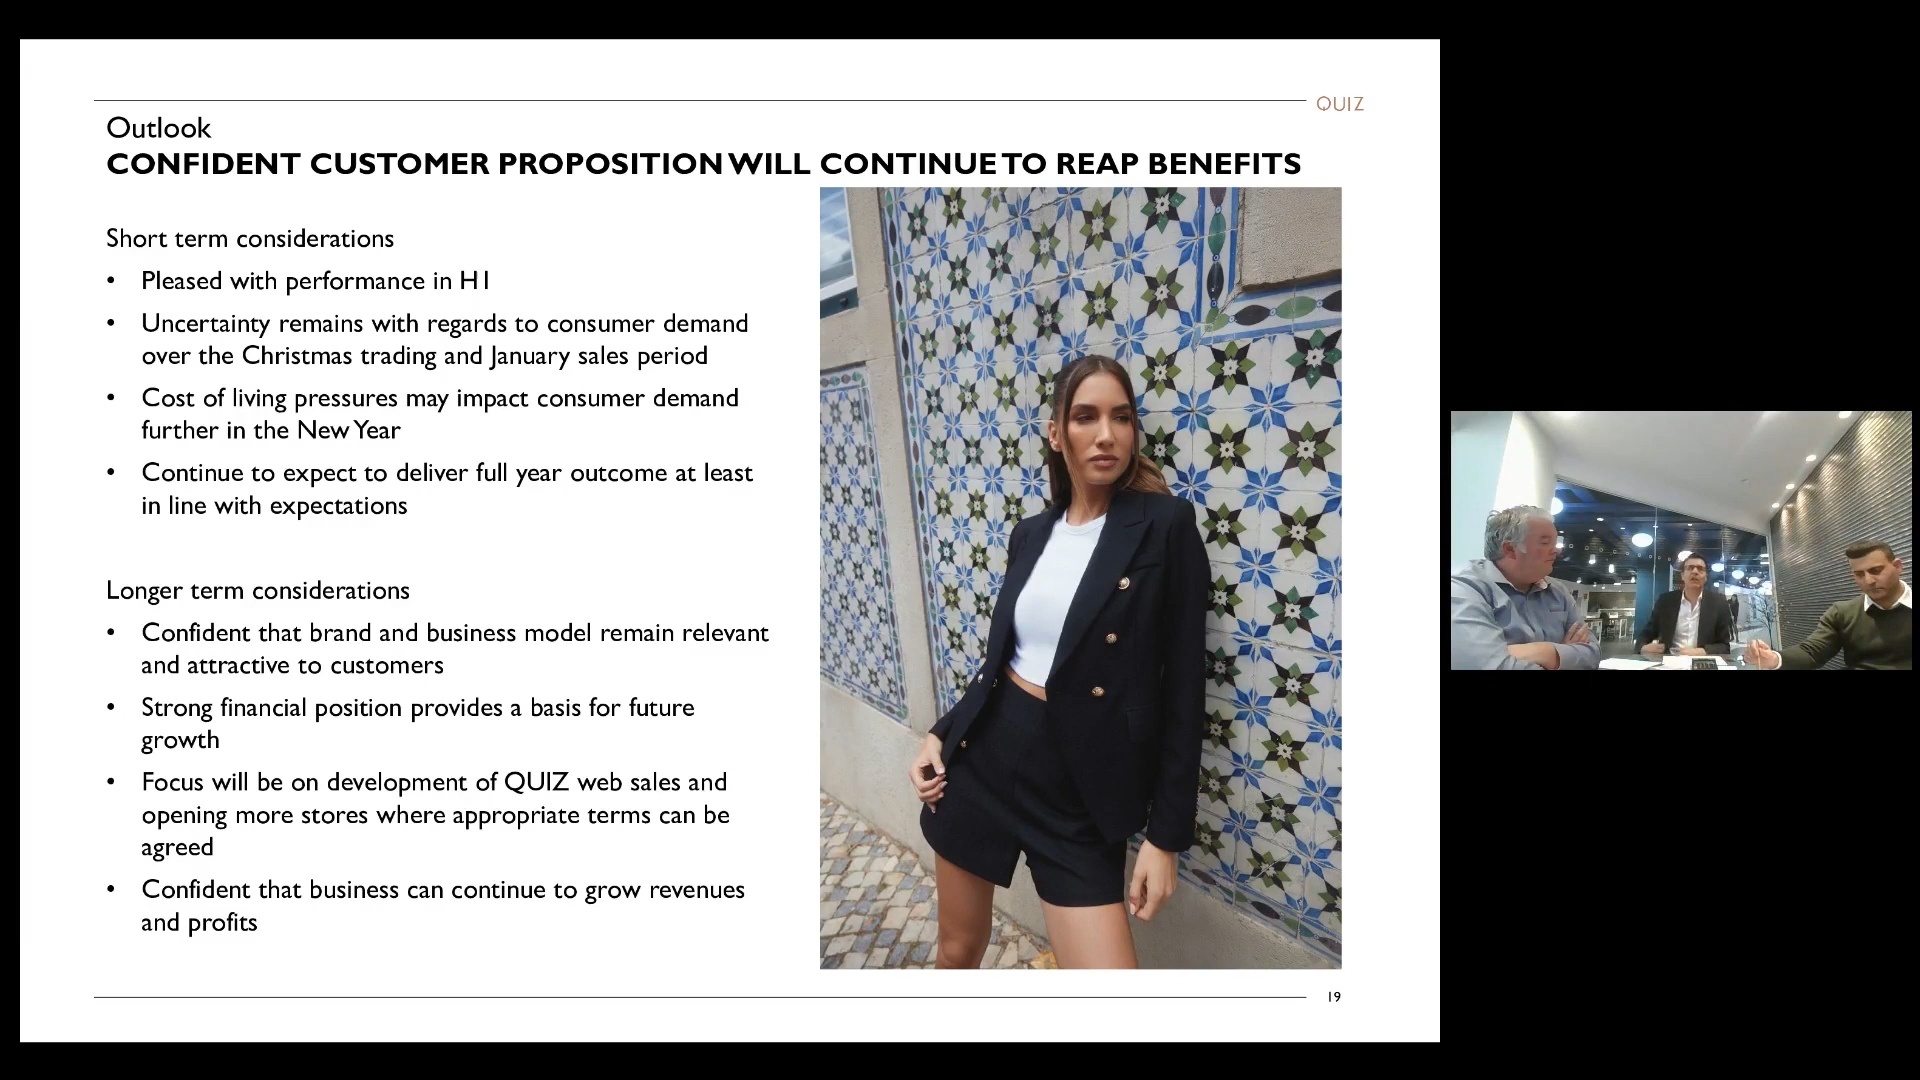 QUIZ
Outlook
CONFIDENT CUSTOMER PROPOSITION WILL CONTINUE TO REAP BENEFITS
Short term considerations
• Pleased with performance in H1
• Uncertainty remains with regards to consumer demand
over the Christmas trading and January sales period
• Cost of living pressures may impact consumer demand
further in the New Year
• Continue to expect to deliver full year outcome at least
in line with expectations
Longer term considerations
• Confident that brand and business model remain relevant
and attractive to customers
• Strong financial position provides a basis for future
growth
• Focus will be on development of QUIZ web sales and
opening more stores where appropriate terms can be
agreed
• Confident that business can continue to grow revenues
and profits
19